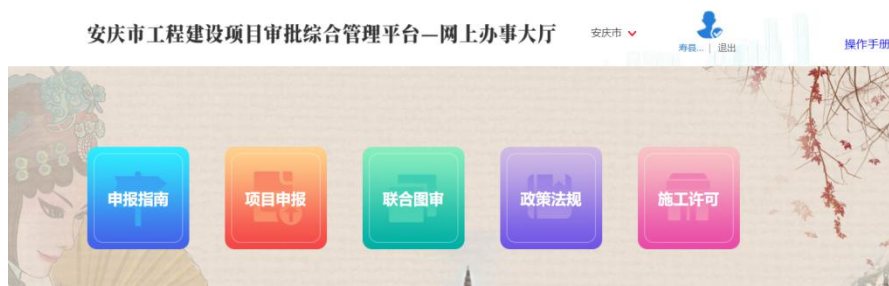 安庆市工程建设项目审批综合管理平台—网上办事大厅
安庆市
寿县... | 退出
操作手册
申报指南
项目申报
联合图审
政策法规
施工许可